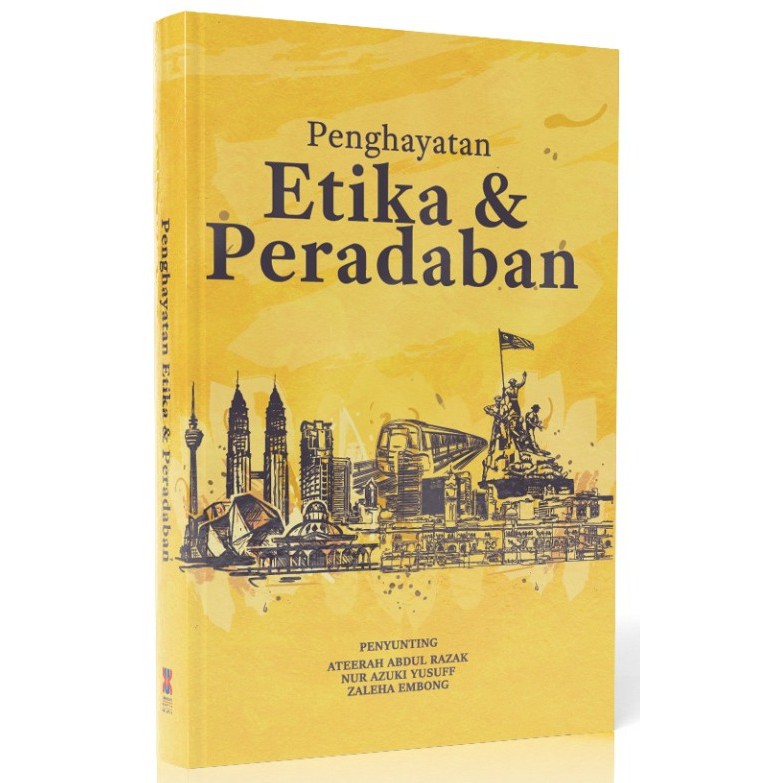 Penghayatan
Etika &
Peradaban
PENYUNTING
ATEERAH ABDUL RAZAK
NUR AZUKI YUSUFF
ZALEHA EMBONG
Penghayatan Etika & Peradaban